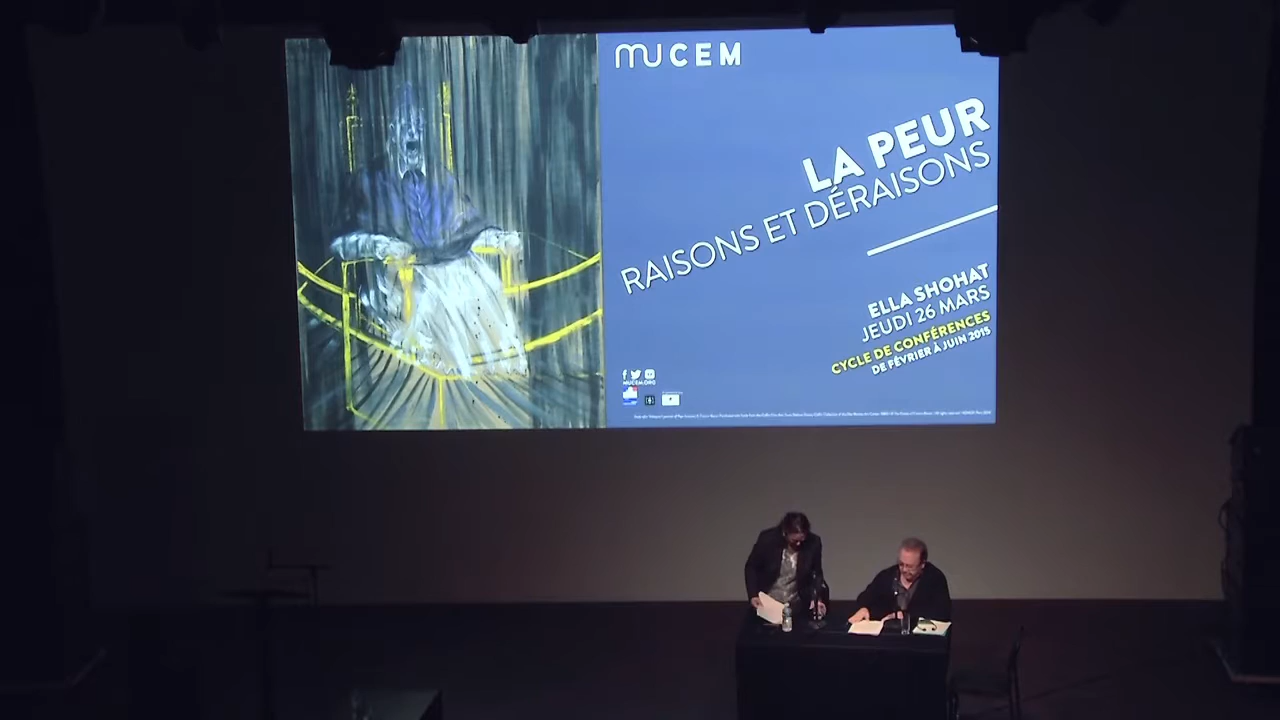 MUCEM
LA PEUR
RAISONS ET DÉRAISONS
ELLA SHOHAT
JEUDI 26 MARS
CYCLE DE CONFÉRENCES
DE FÉVRIER À JUIN 2015
MUCEM.ORG